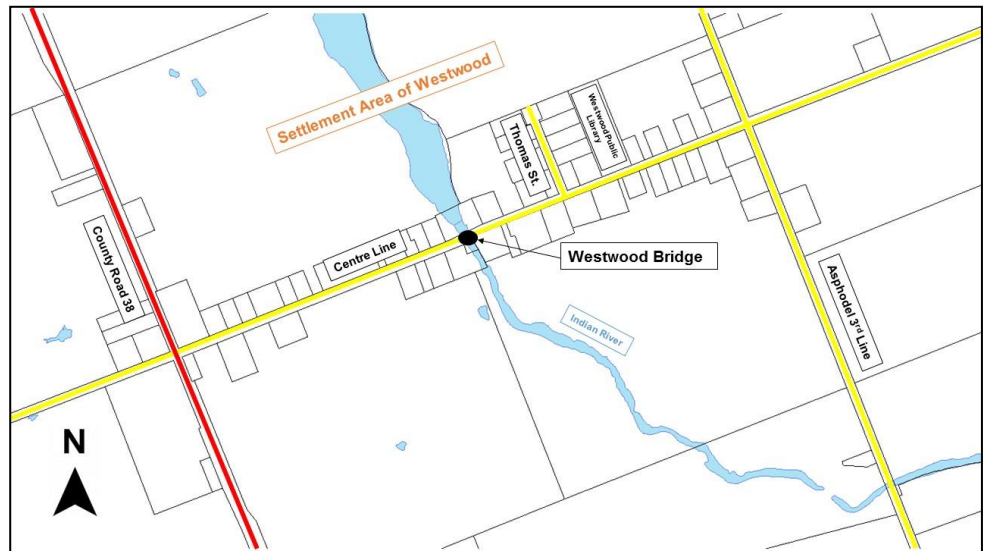 Settlement Area of Westwood
Thomas St.
Westwood Public
Library
Centre Line
Westwood Bridge
County Road 38
Indian River
Asphodel 3rd Line
N